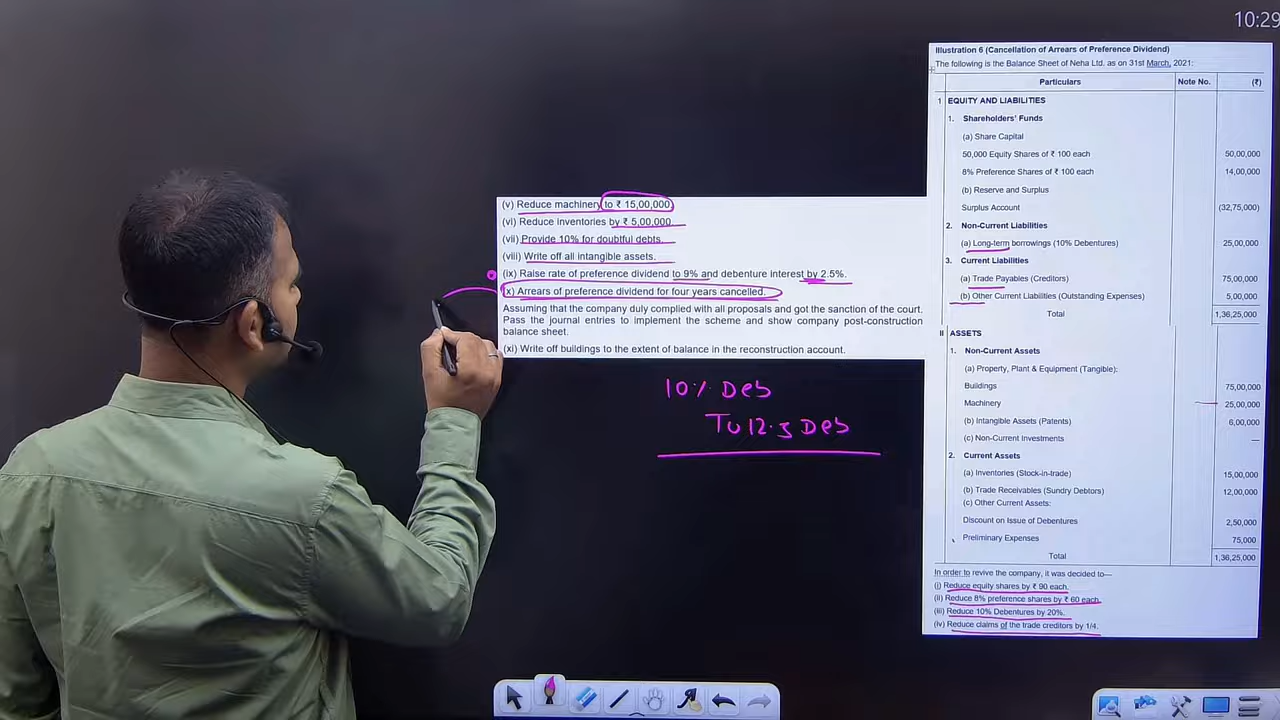 10:29
(v) Reduce machinery to ₹ 15,00,000.
(vi) Reduce inventories by ₹ 5,00,000.
(vii) Provide 10% for doubtful debts.
(viii) Write off all intangible assets.
(ix) Raise rate of preference dividend to 9% and debenture interest by 2.5%.
(x) Arrears of preference dividend for four years cancelled.
Assuming that the company duly complied with all proposals and got the sanction of the court.
Pass the journal entries to implement the scheme and show company post-construction
balance sheet.
(xi) Write off buildings to the extent of balance in the reconstruction account.
10% Deb
To 12.5 Deb
Illustration 6 (Cancellation of Arrears of Preference Dividend)
The following is the Balance Sheet of Neha Ltd. as on 31st March, 2021:
Particulars Note No. (₹)
I EQUITY AND LIABILITIES
1. Shareholders' Funds
(a) Share Capital
50,000 Equity Shares of ₹ 100 each 50,00,000
8% Preference Shares of ₹ 100 each 14,00,000
(b) Reserve and Surplus
Surplus Account (32,75,000)
2. Non-Current Liabilities
(a) Long-term borrowings (10% Debentures) 25,00,000
3. Current Liabilities
(a) Trade Payables (Creditors) 75,00,000
(b) Other Current Liabilities (Outstanding Expenses) 5,00,000
Total 1,36,25,000
II ASSETS
1. Non-Current Assets
(a) Property, Plant & Equipment (Tangible):
Buildings 75,00,000
Machinery 25,00,000
(b) Intangible Assets (Patents) 6,00,000
(c) Non-Current Investments —
2. Current Assets
(a) Inventories (Stock-in-trade) 15,00,000
(b) Trade Receivables (Sundry Debtors) 12,00,000
(c) Other Current Assets:
Discount on Issue of Debentures 2,50,000
Preliminary Expenses 75,000
Total 1,36,25,000
In order to revive the company, it was decided to—
(i) Reduce equity shares by ₹ 90 each.
(ii) Reduce 8% preference shares by ₹ 60 each.
(iii) Reduce 10% Debentures by 20%.
(iv) Reduce claims of the trade creditors by 1/4.